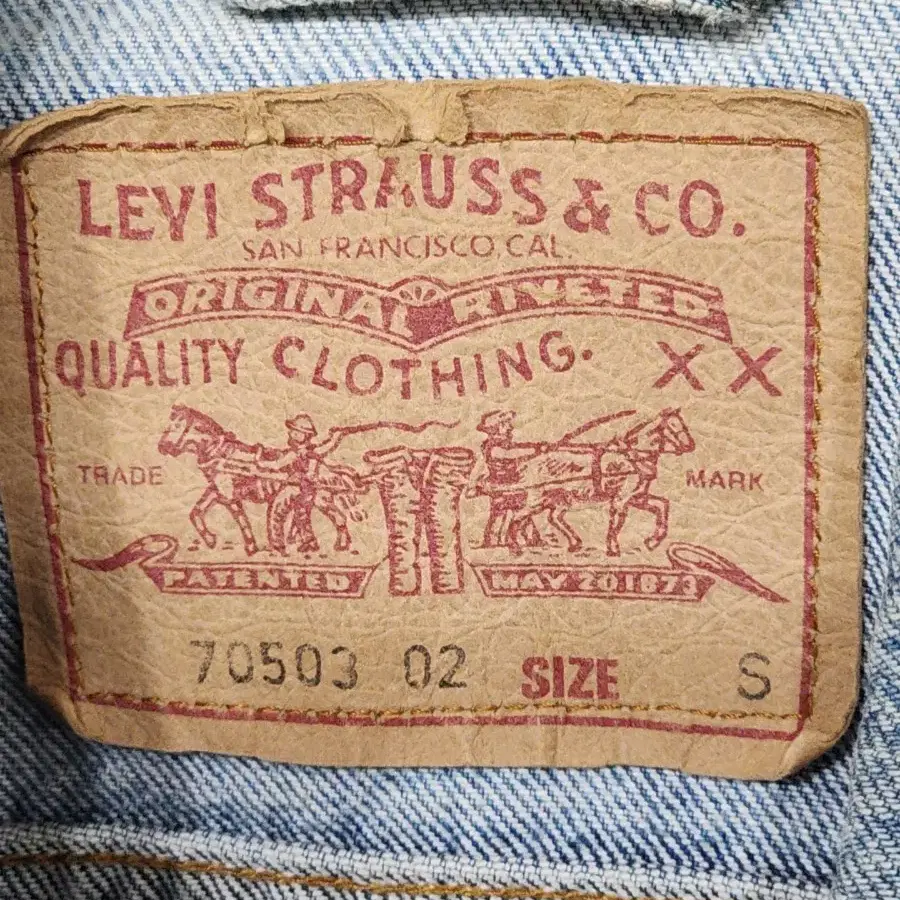 LEVI STRAUSS & CO.
SAN FRANCISCO, CAL.
ORIGINAL RIVETED
QUALITY CLOTHING. XX
TRADE MARK
PATENTED MAY 20 1873
70503 02 SIZE S